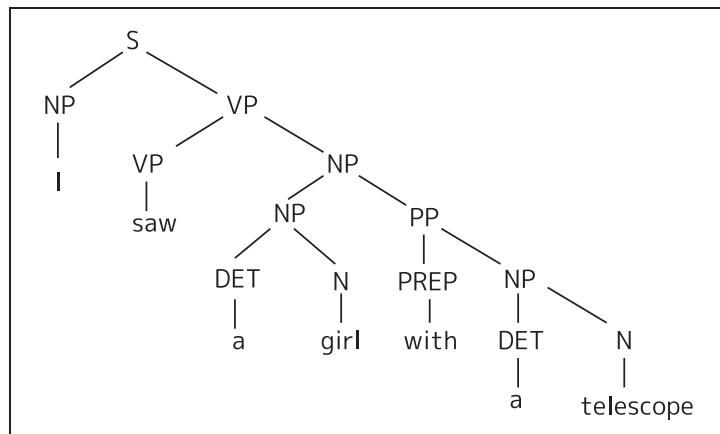 S
NP VP
I VP NP
saw NP PP
DET N PREP NP
a girl with DET N
a telescope